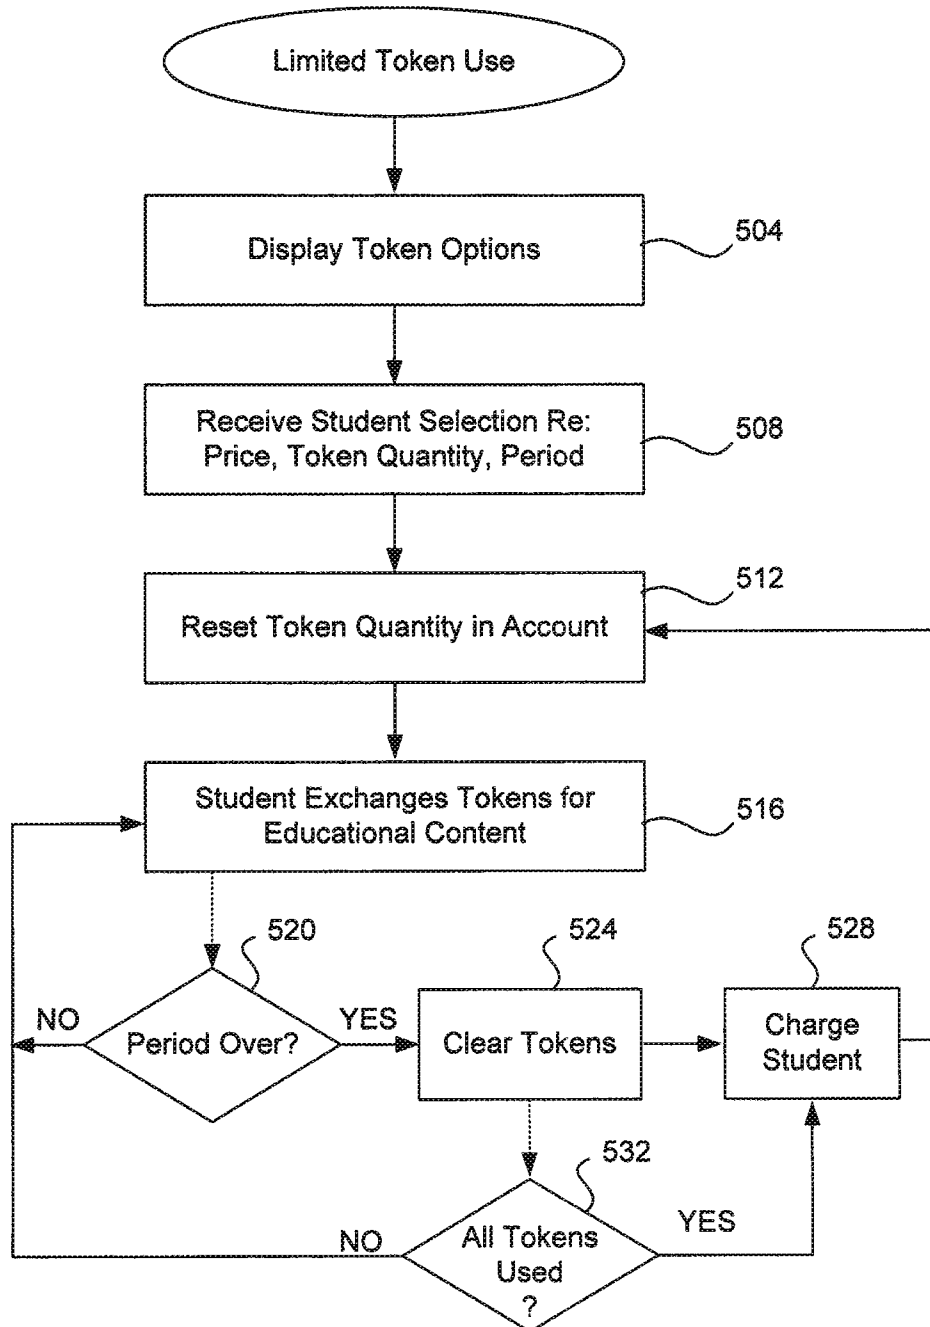 Limited Token Use
Display Token Options
504
Receive Student Selection Re:
Price, Token Quantity, Period
508
512
Reset Token Quantity in Account
Student Exchanges Tokens for
Educational Content
516
520
524
528
NO
Period Over?
YES
Clear Tokens
Charge
Student
532
NO
All Tokens
Used
?
YES